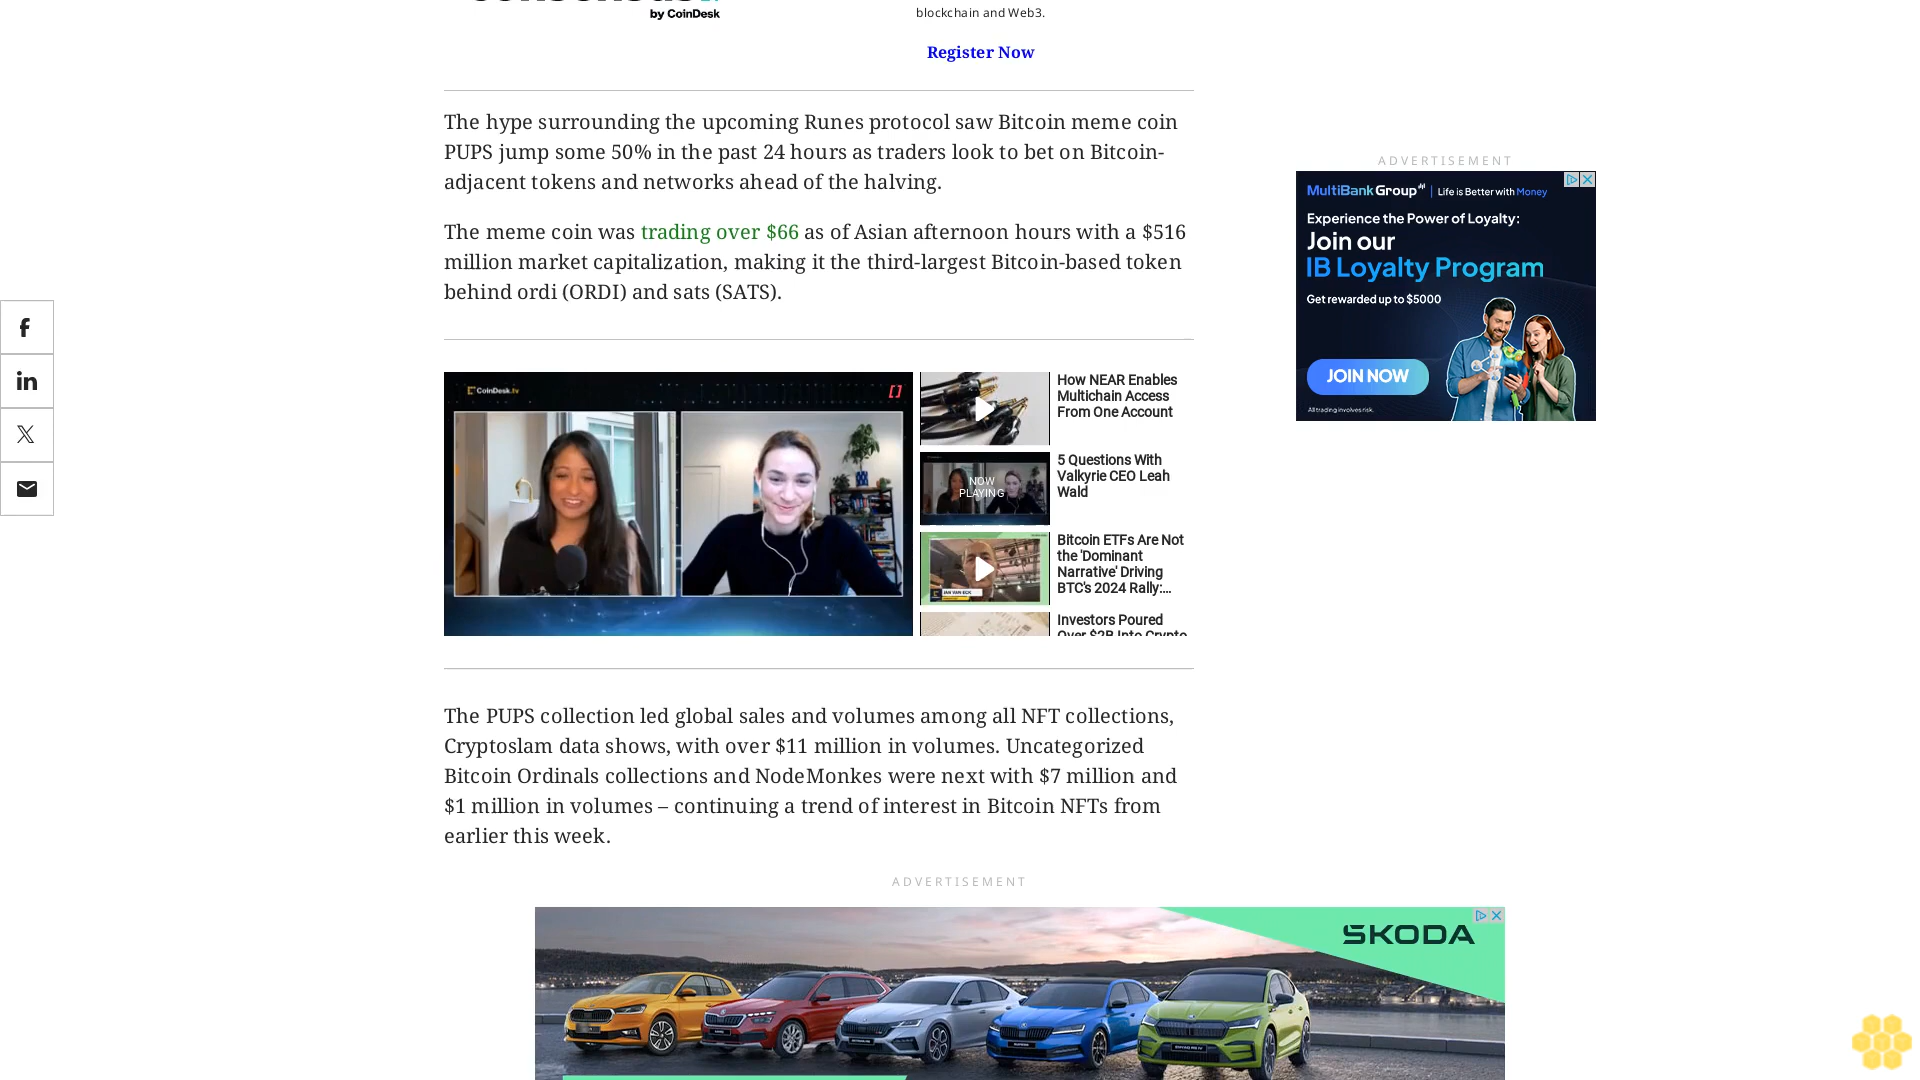 by CoinDesk
blockchain and Web3.
Register Now
The hype surrounding the upcoming Runes protocol saw Bitcoin meme coin
PUPS jump some 50% in the past 24 hours as traders look to bet on Bitcoin-
adjacent tokens and networks ahead of the halving.
The meme coin was trading over $66 as of Asian afternoon hours with a $516
million market capitalization, making it the third-largest Bitcoin-based token
behind ordi (ORDI) and sats (SATS).
CoinDesk.tv
How NEAR Enables
Multichain Access
From One Account
NOW
PLAYING
5 Questions With
Valkyrie CEO Leah
Wald
JAN VAN ECK
Bitcoin ETFs Are Not
the 'Dominant
Narrative' Driving
BTC's 2024 Rally:...
Investors Poured
Over $2B Into Crypto
The PUPS collection led global sales and volumes among all NFT collections,
Cryptoslam data shows, with over $11 million in volumes. Uncategorized
Bitcoin Ordinals collections and NodeMonkes were next with $7 million and
$1 million in volumes – continuing a trend of interest in Bitcoin NFTs from
earlier this week.
ADVERTISEMENT
SKODA
ADVERTISEMENT
MultiBank Group | Life is Better with Money
Experience the Power of Loyalty:
Join our
IB Loyalty Program
Get rewarded up to $5000
JOIN NOW
All trading involves risk.